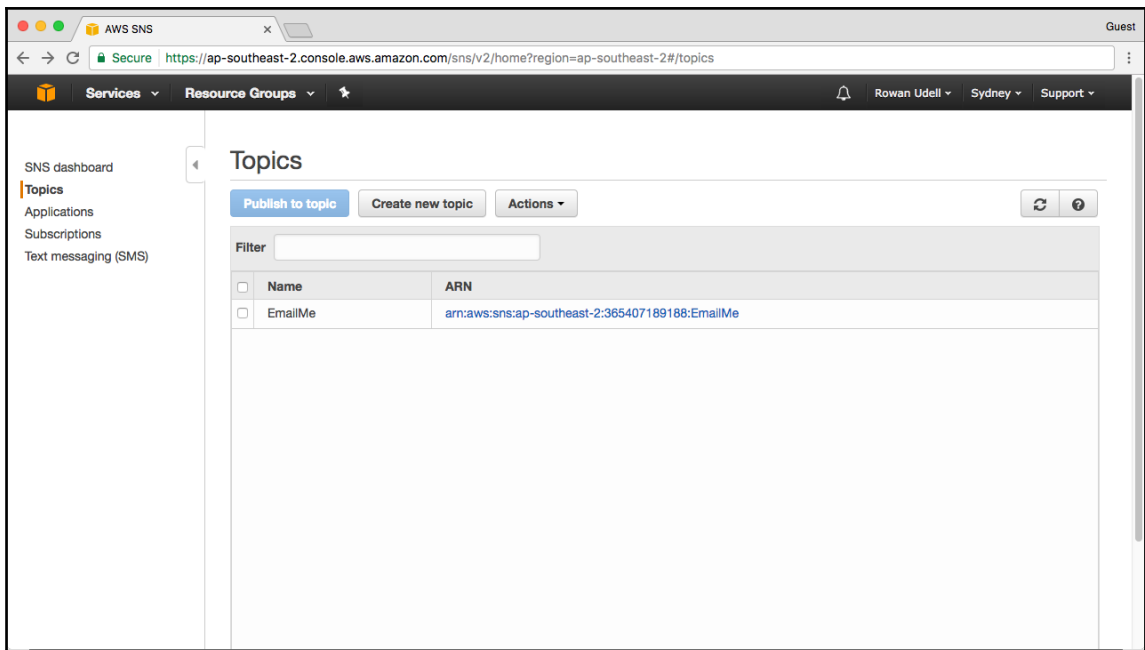 AWS SNS
Guest
Secure https://ap-southeast-2.console.aws.amazon.com/sns/v2/home?region=ap-southeast-2#/topics
Services Resource Groups Rowan Udell Sydney Support
SNS dashboard
Topics
Applications
Subscriptions
Text messaging (SMS)
Topics
Publish to topic Create new topic Actions
Filter
Name ARN
EmailMe arn:aws:sns:ap-southeast-2:365407189188:EmailMe